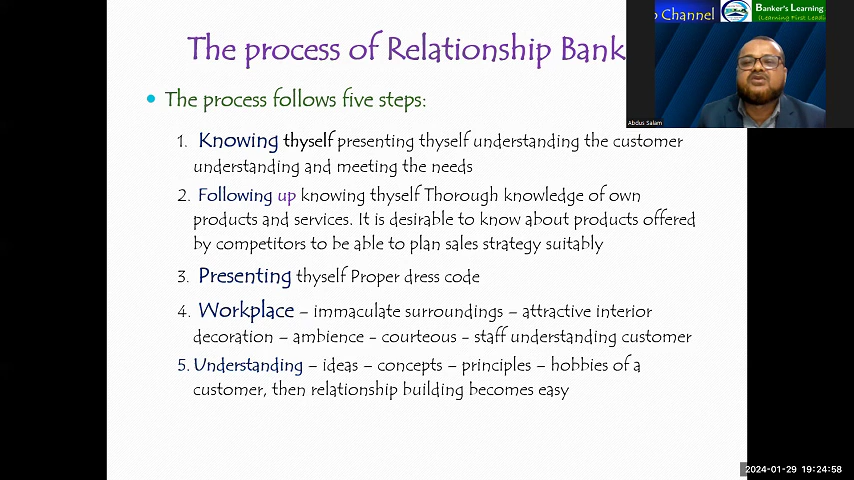 The process of Relationship Bank
The process follows five steps:
1. Knowing thyself presenting thyself understanding the customer
understanding and meeting the needs
2. Following up knowing thyself Thorough knowledge of own
products and services. It is desirable to know about products offered
by competitors to be able to plan sales strategy suitably
3. Presenting thyself Proper dress code
4. Workplace – immaculate surroundings – attractive interior
decoration – ambience - courteous - staff understanding customer
5. Understanding – ideas – concepts – principles – hobbies of a
customer, then relationship building becomes easy
Channel
Banker's Learning
Learning First Leadi
Abdus Salam
2024-01-29 19:24:58